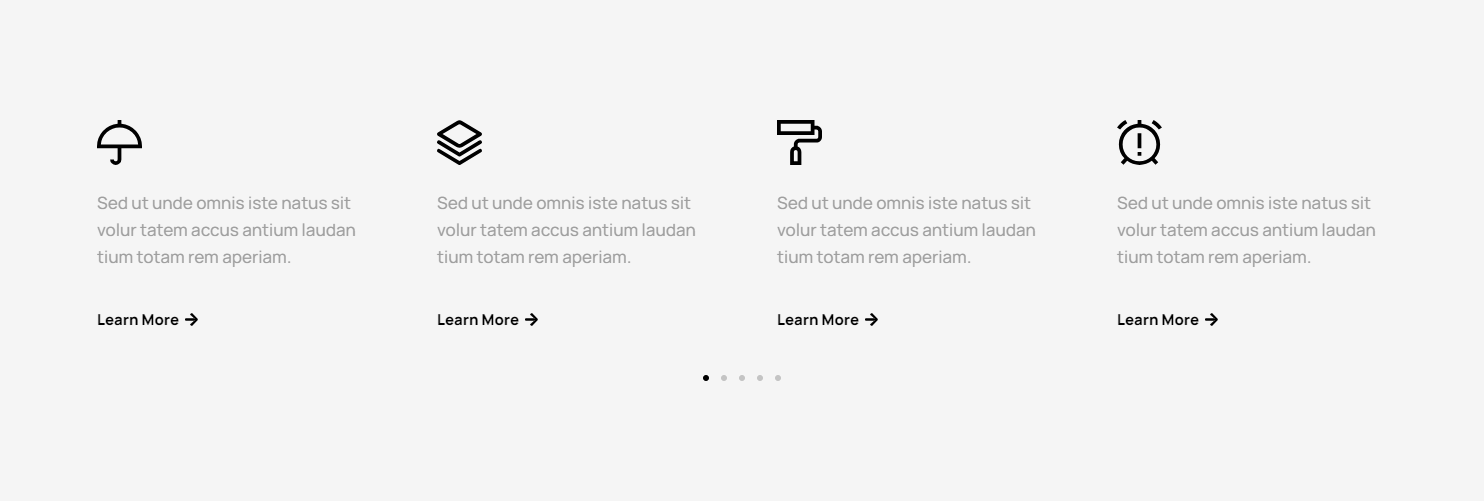 Sed ut unde omnis iste natus sit
volur tatem accus antium laudan
tium totam rem aperiam.
Learn More
Sed ut unde omnis iste natus sit
volur tatem accus antium laudan
tium totam rem aperiam.
Learn More
Sed ut unde omnis iste natus sit
volur tatem accus antium laudan
tium totam rem aperiam.
Learn More
Sed ut unde omnis iste natus sit
volur tatem accus antium laudan
tium totam rem aperiam.
Learn More